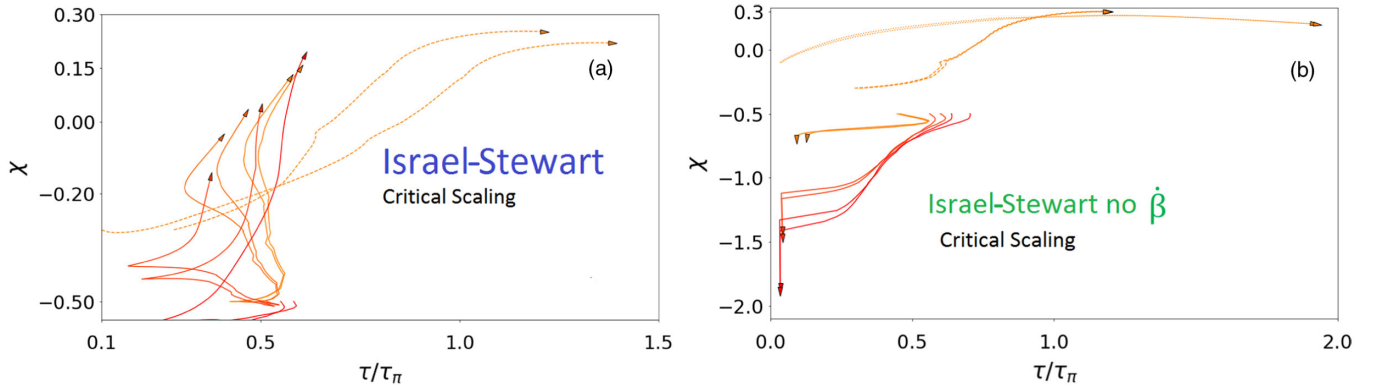 0.30
0.15
0.00
−0.20
−0.50
χ
(a)
Israel-Stewart
Critical Scaling
0.1
0.5
1.0
1.5
τ/τπ
0.3
0.0
−0.5
−1.0
−1.5
−2.0
χ
(b)
Israel-Stewart no β̇
Critical Scaling
0.0
0.5
1.0
2.0
τ/τπ